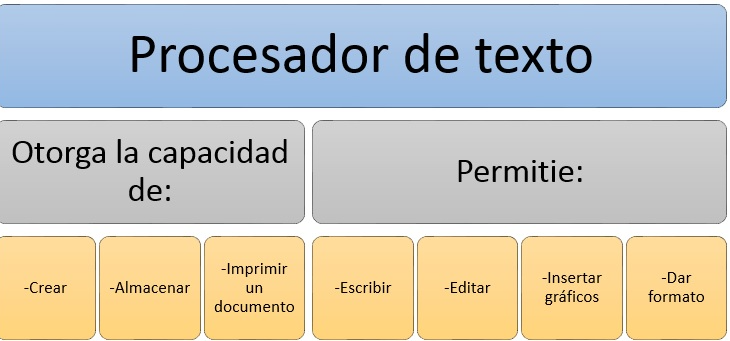 Procesador de texto
Otorga la capacidad
de:
Permitie:
-Crear
-Almacenar
-Imprimir
un
documento
-Escribir
-Editar
-Insertar
gráficos
-Dar
formato